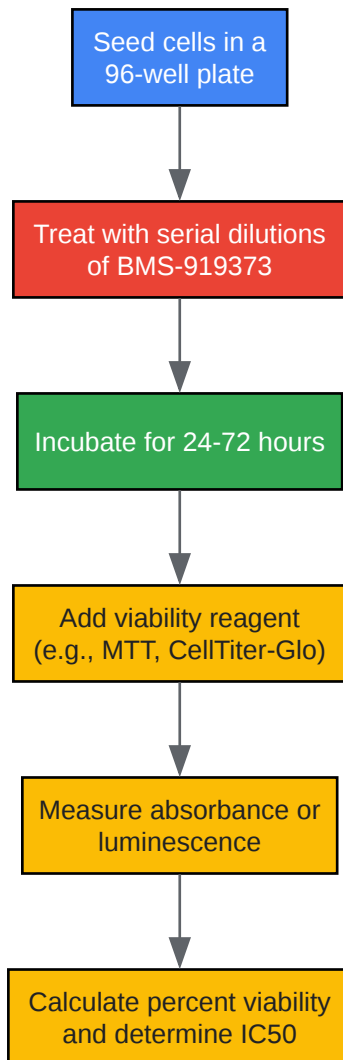 Seed cells in a
96-well plate
Treat with serial dilutions
of BMS-919373
Incubate for 24-72 hours
Add viability reagent
(e.g., MTT, CellTiter-Glo)
Measure absorbance or
luminescence
Calculate percent viability
and determine IC50